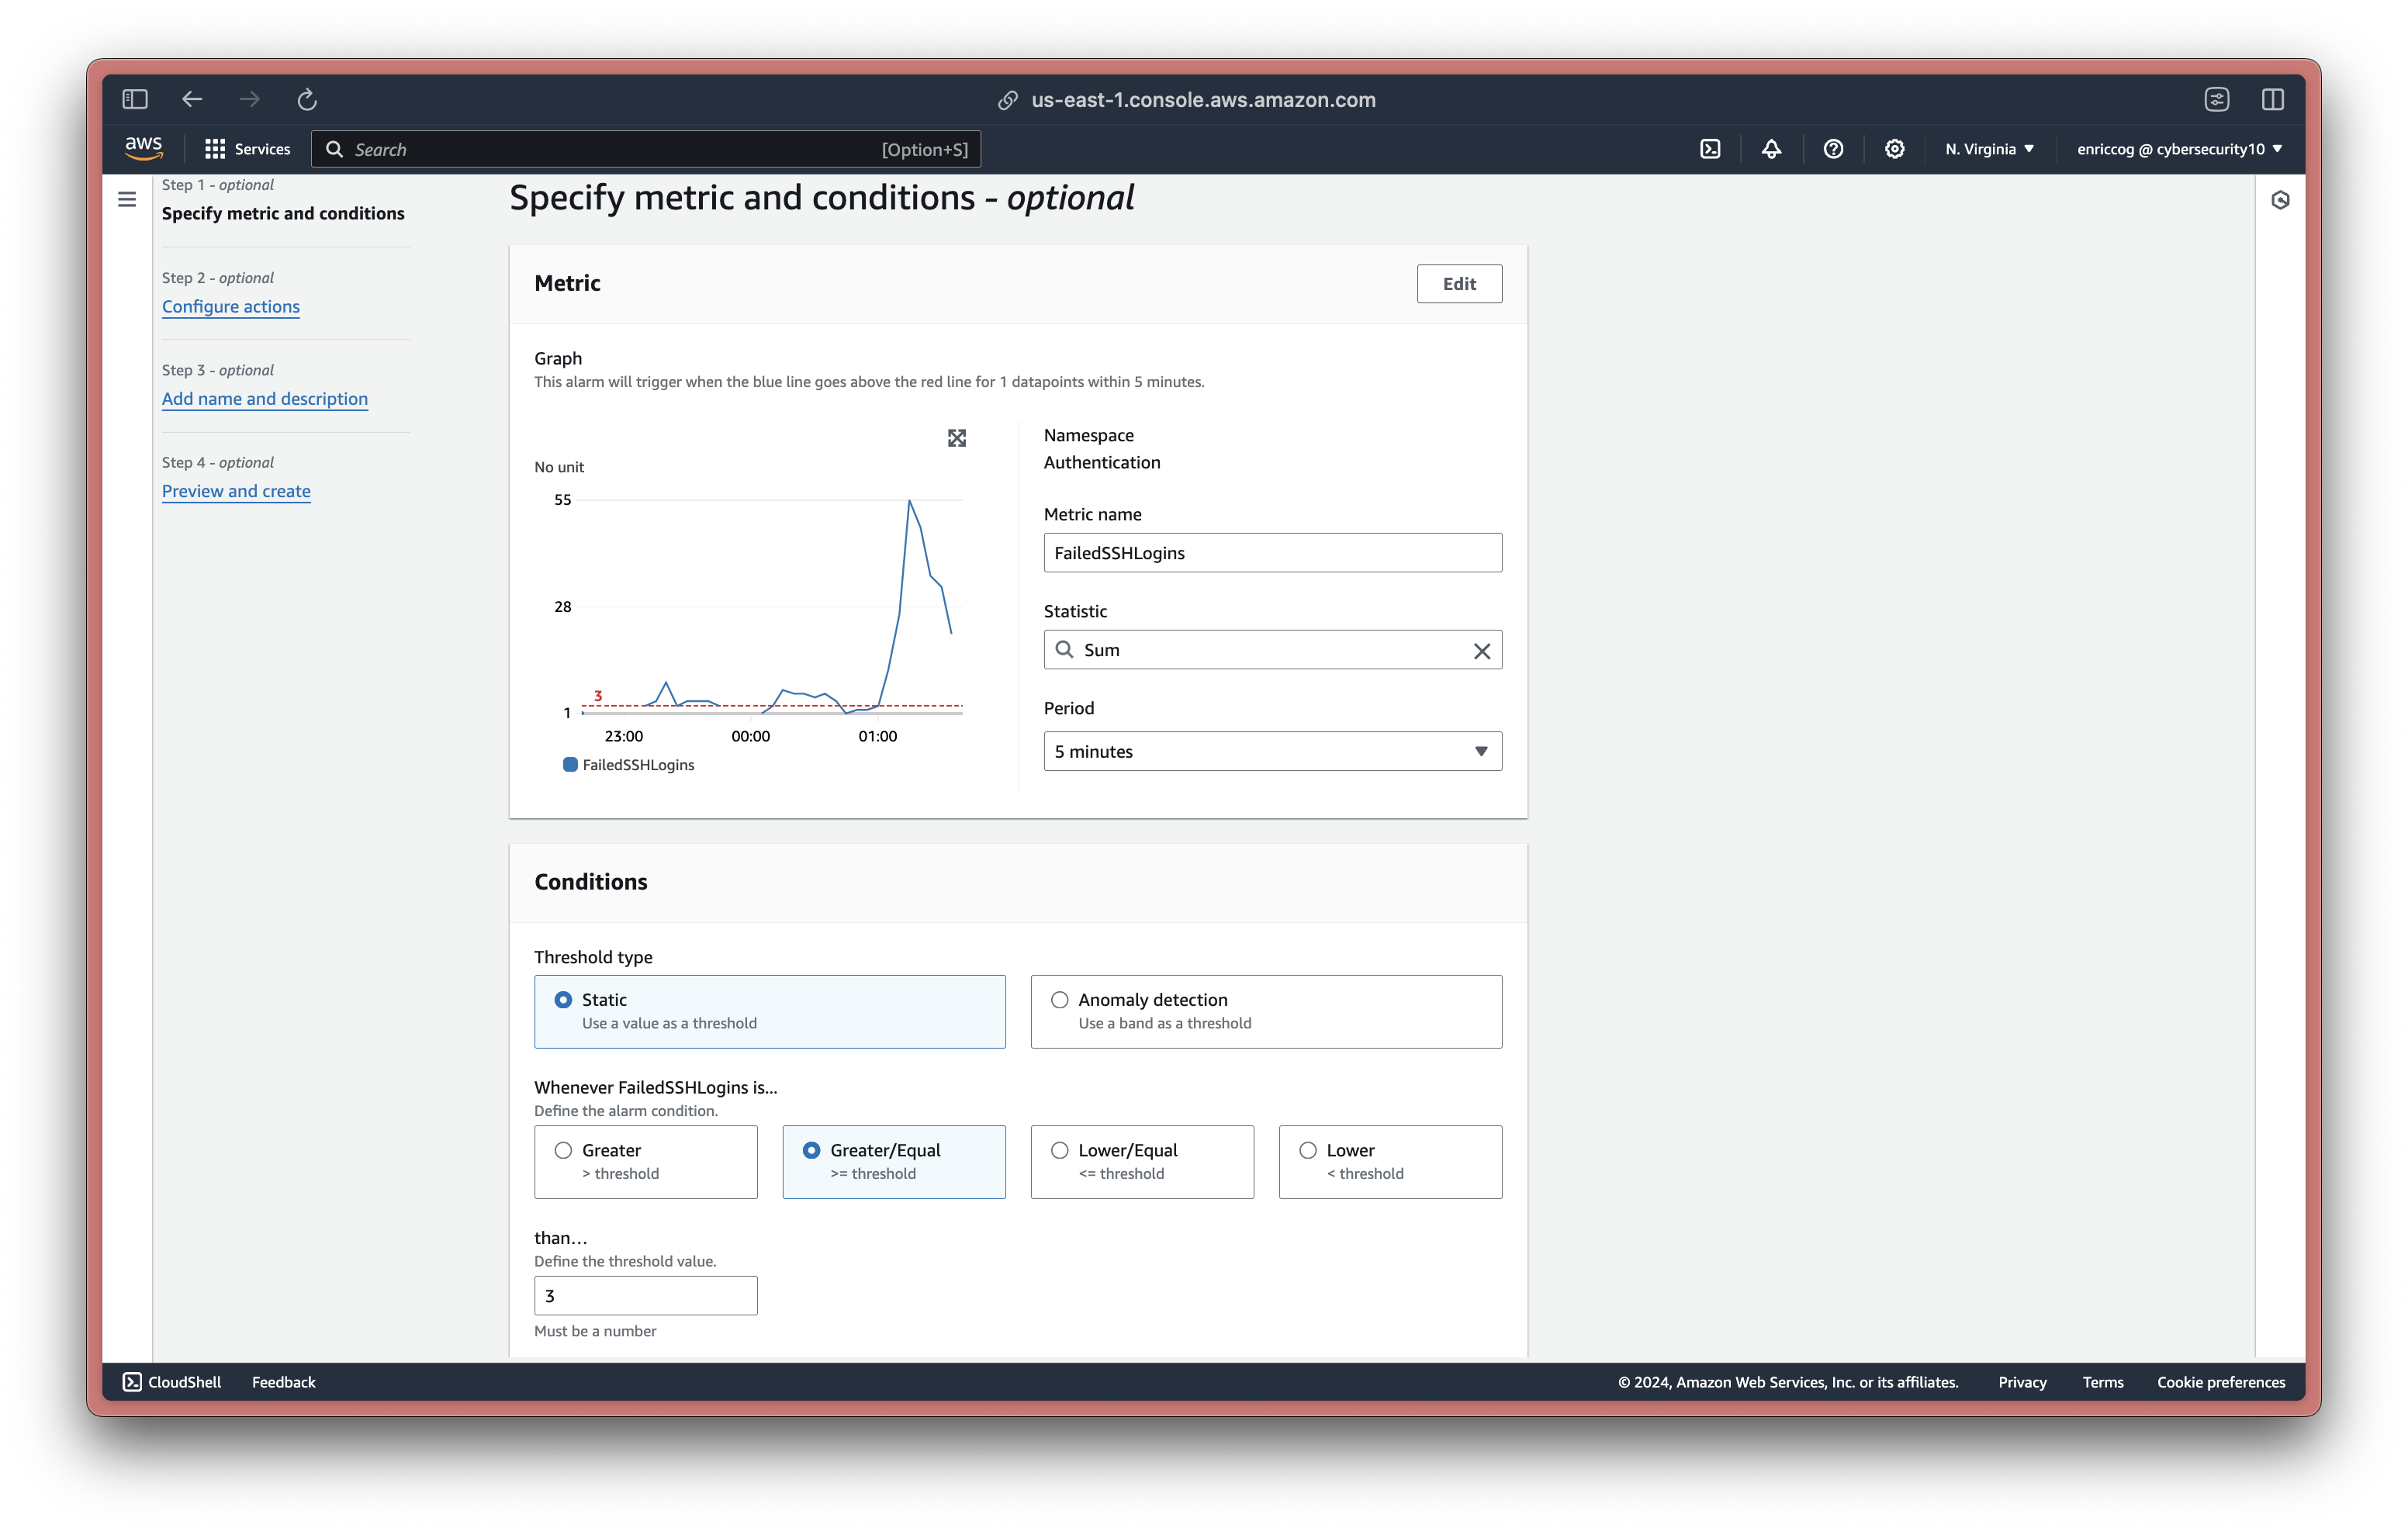 us-east-1.console.aws.amazon.com
aws
Services
Search
[Option+S]
N. Virginia
enriccog @ cybersecurity10
Step 1 - optional
Specify metric and conditions
Step 2 - optional
Configure actions
Step 3 - optional
Add name and description
Step 4 - optional
Preview and create
Specify metric and conditions - optional
Metric
Edit
Graph
This alarm will trigger when the blue line goes above the red line for 1 datapoints within 5 minutes.
No unit
55
28
3
1
23:00
00:00
01:00
FailedSSHLogins
Namespace
Authentication
Metric name
FailedSSHLogins
Statistic
Sum
Period
5 minutes
Conditions
Threshold type
Static
Use a value as a threshold
Anomaly detection
Use a band as a threshold
Whenever FailedSSHLogins is...
Define the alarm condition.
Greater
> threshold
Greater/Equal
>= threshold
Lower/Equal
<= threshold
Lower
< threshold
than...
Define the threshold value.
3
Must be a number
CloudShell
Feedback
© 2024, Amazon Web Services, Inc. or its affiliates.
Privacy
Terms
Cookie preferences